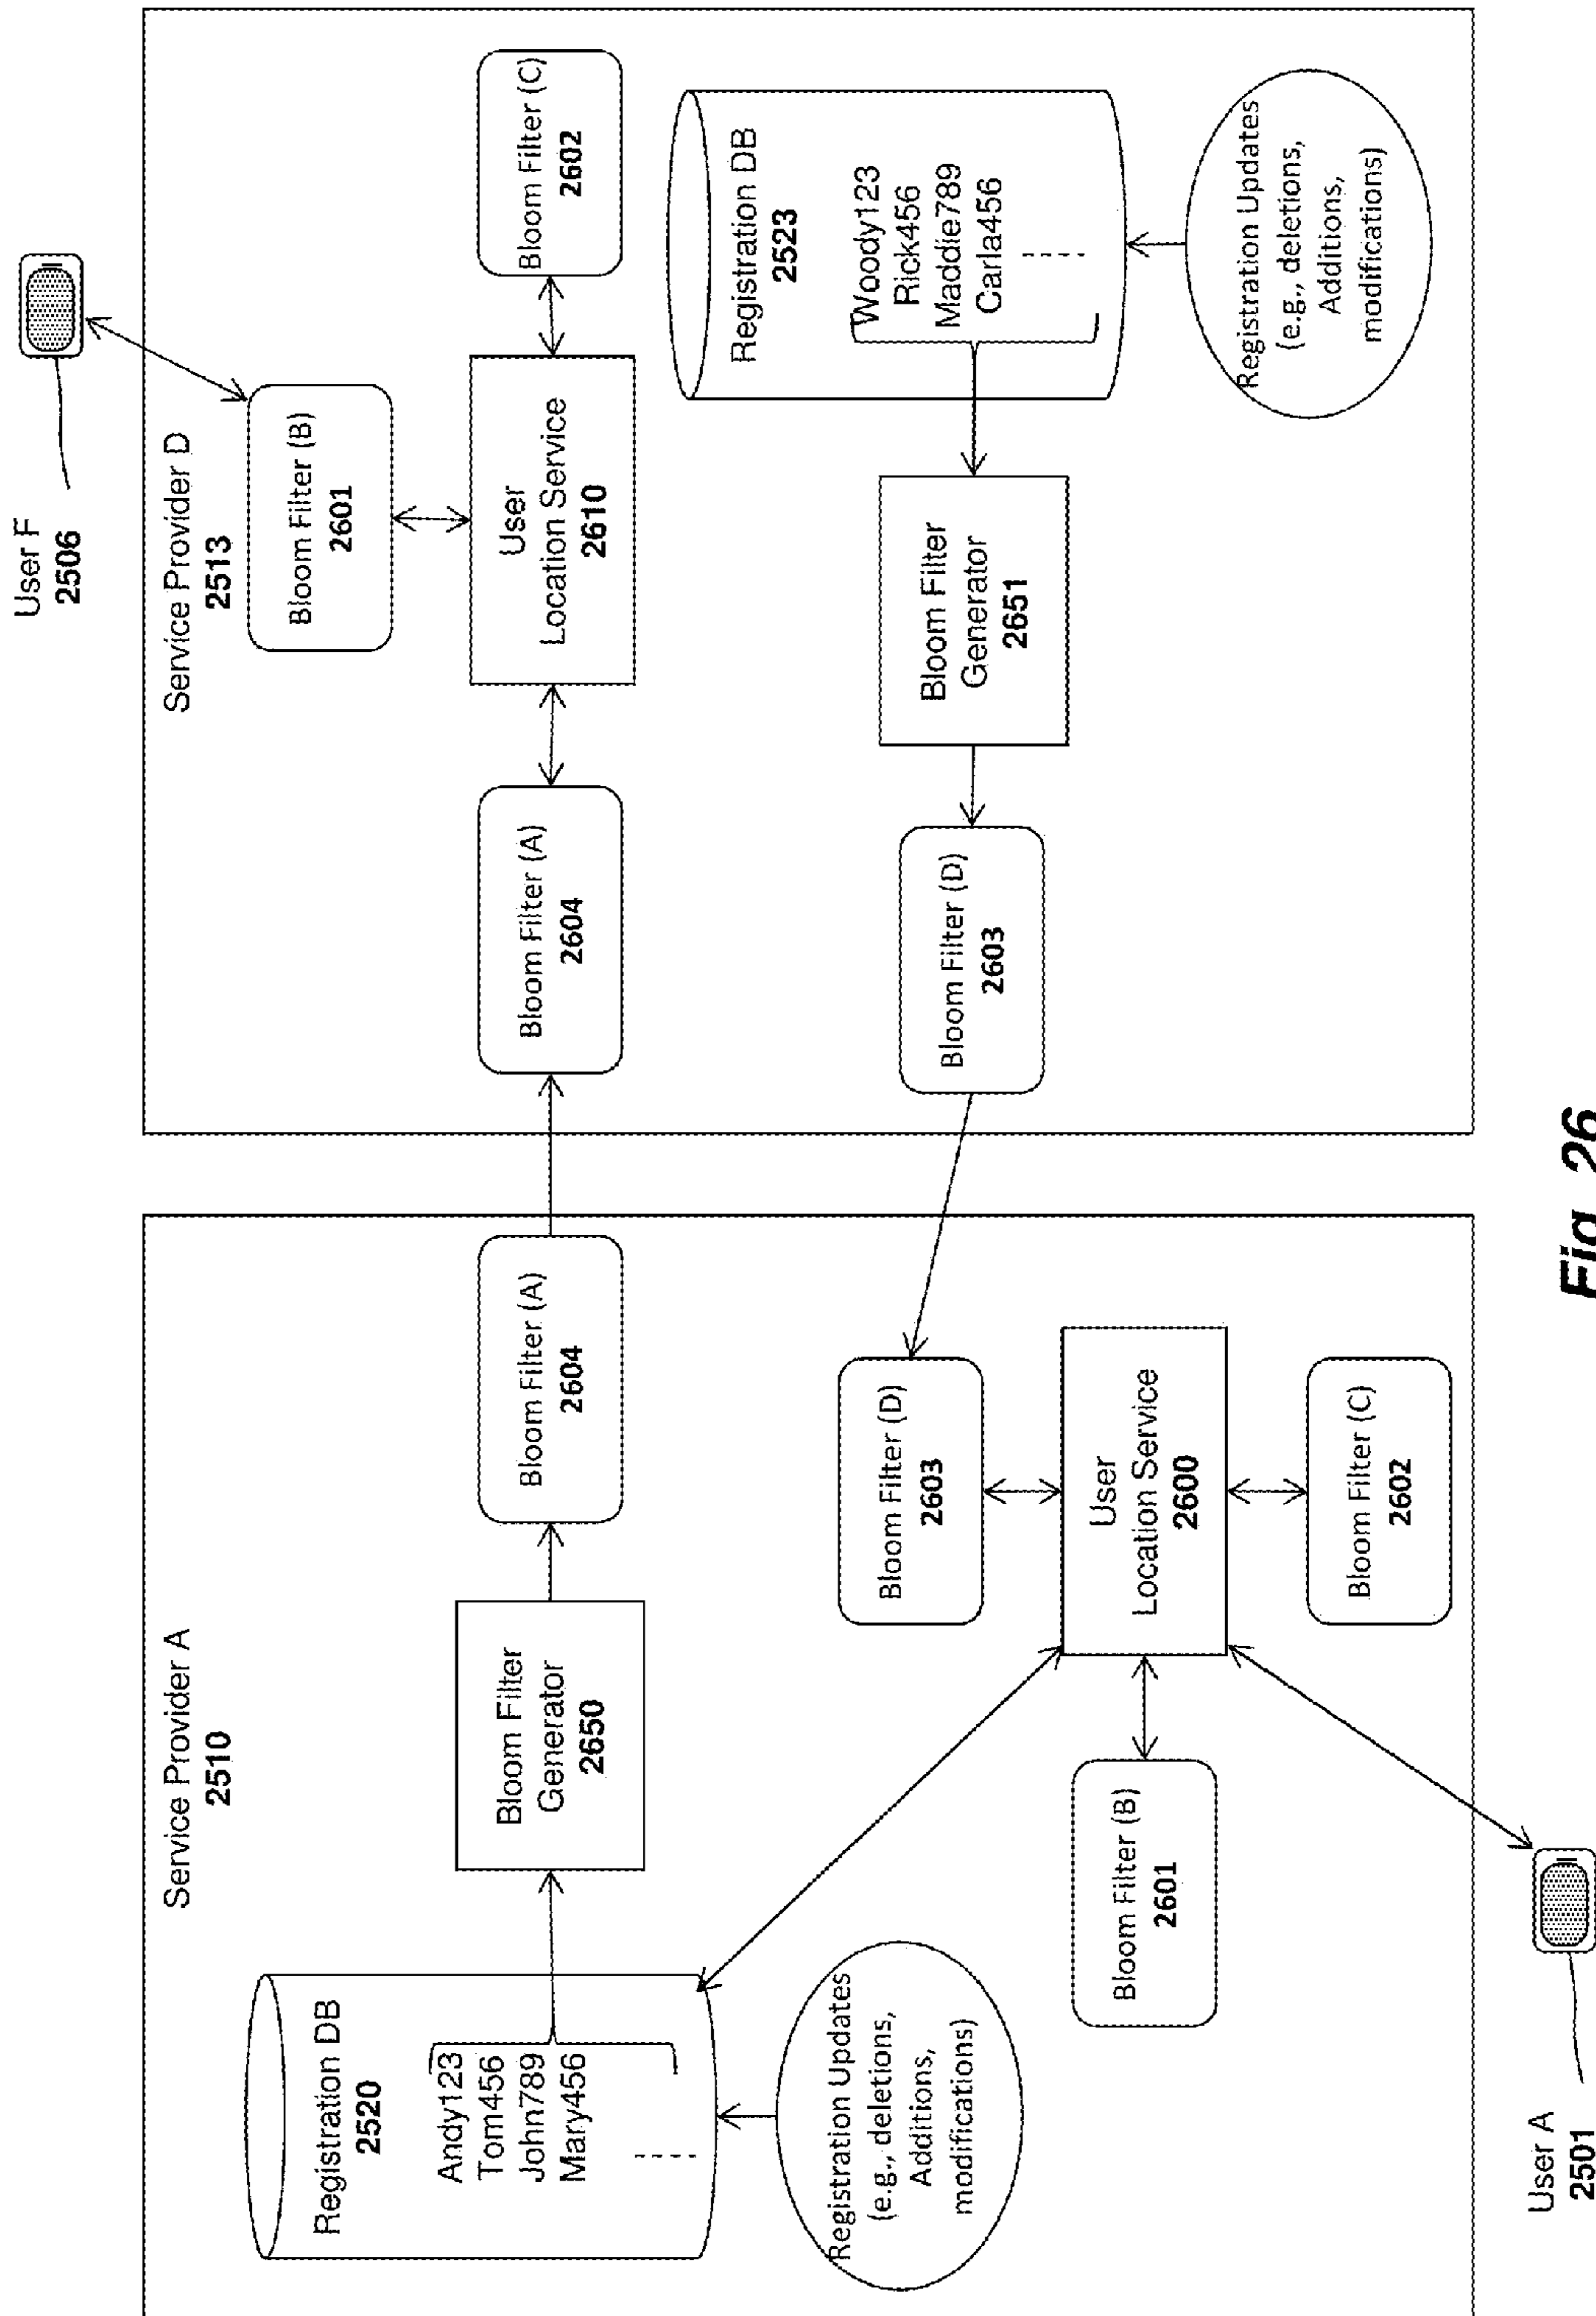 Service Provider A
2510
Registration DB
2520
Andy123
Tom456
John789
Mary456
Registration Updates
(e.g., deletions,
Additions,
modifications)
Bloom Filter
Generator
2650
Bloom Filter (A)
2604
Bloom Filter (D)
2603
User
Location Service
2600
Bloom Filter (B)
2601
Bloom Filter (C)
2602
User A
2501
User F
2506
Service Provider D
2513
Bloom Filter (B)
2601
Bloom Filter (A)
2604
User
Location Service
2610
Bloom Filter (C)
2602
Registration DB
2523
Woody123
Rick456
Maddie789
Carla456
Bloom Filter
Generator
2651
Bloom Filter (D)
2603
Registration Updates
(e.g., deletions,
Additions,
modifications)
Fig. 26